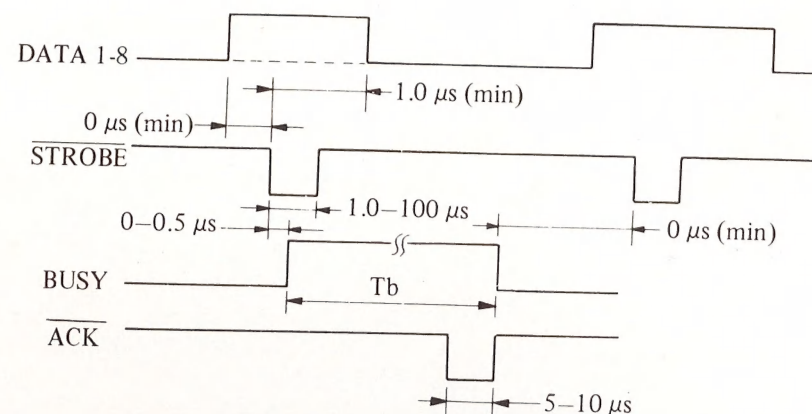 DATA 1-8
1.0 μs (min)
0 μs (min)
STROBE
1.0–100 μs
0–0.5 μs
0 μs (min)
BUSY
Tb
ACK
5–10 μs